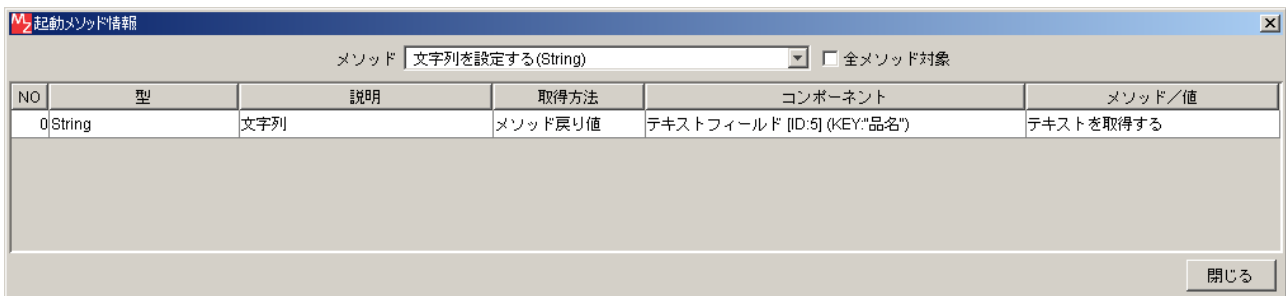 MZ 起動メソッド情報
メソッド 文字列を設定する(String) 全メソッド対象
NO 型 説明 取得方法 コンポーネント メソッド／値
0 String 文字列 メソッド戻り値 テキストフィールド [ID:5] (KEY:"品名") テキストを取得する
閉じる